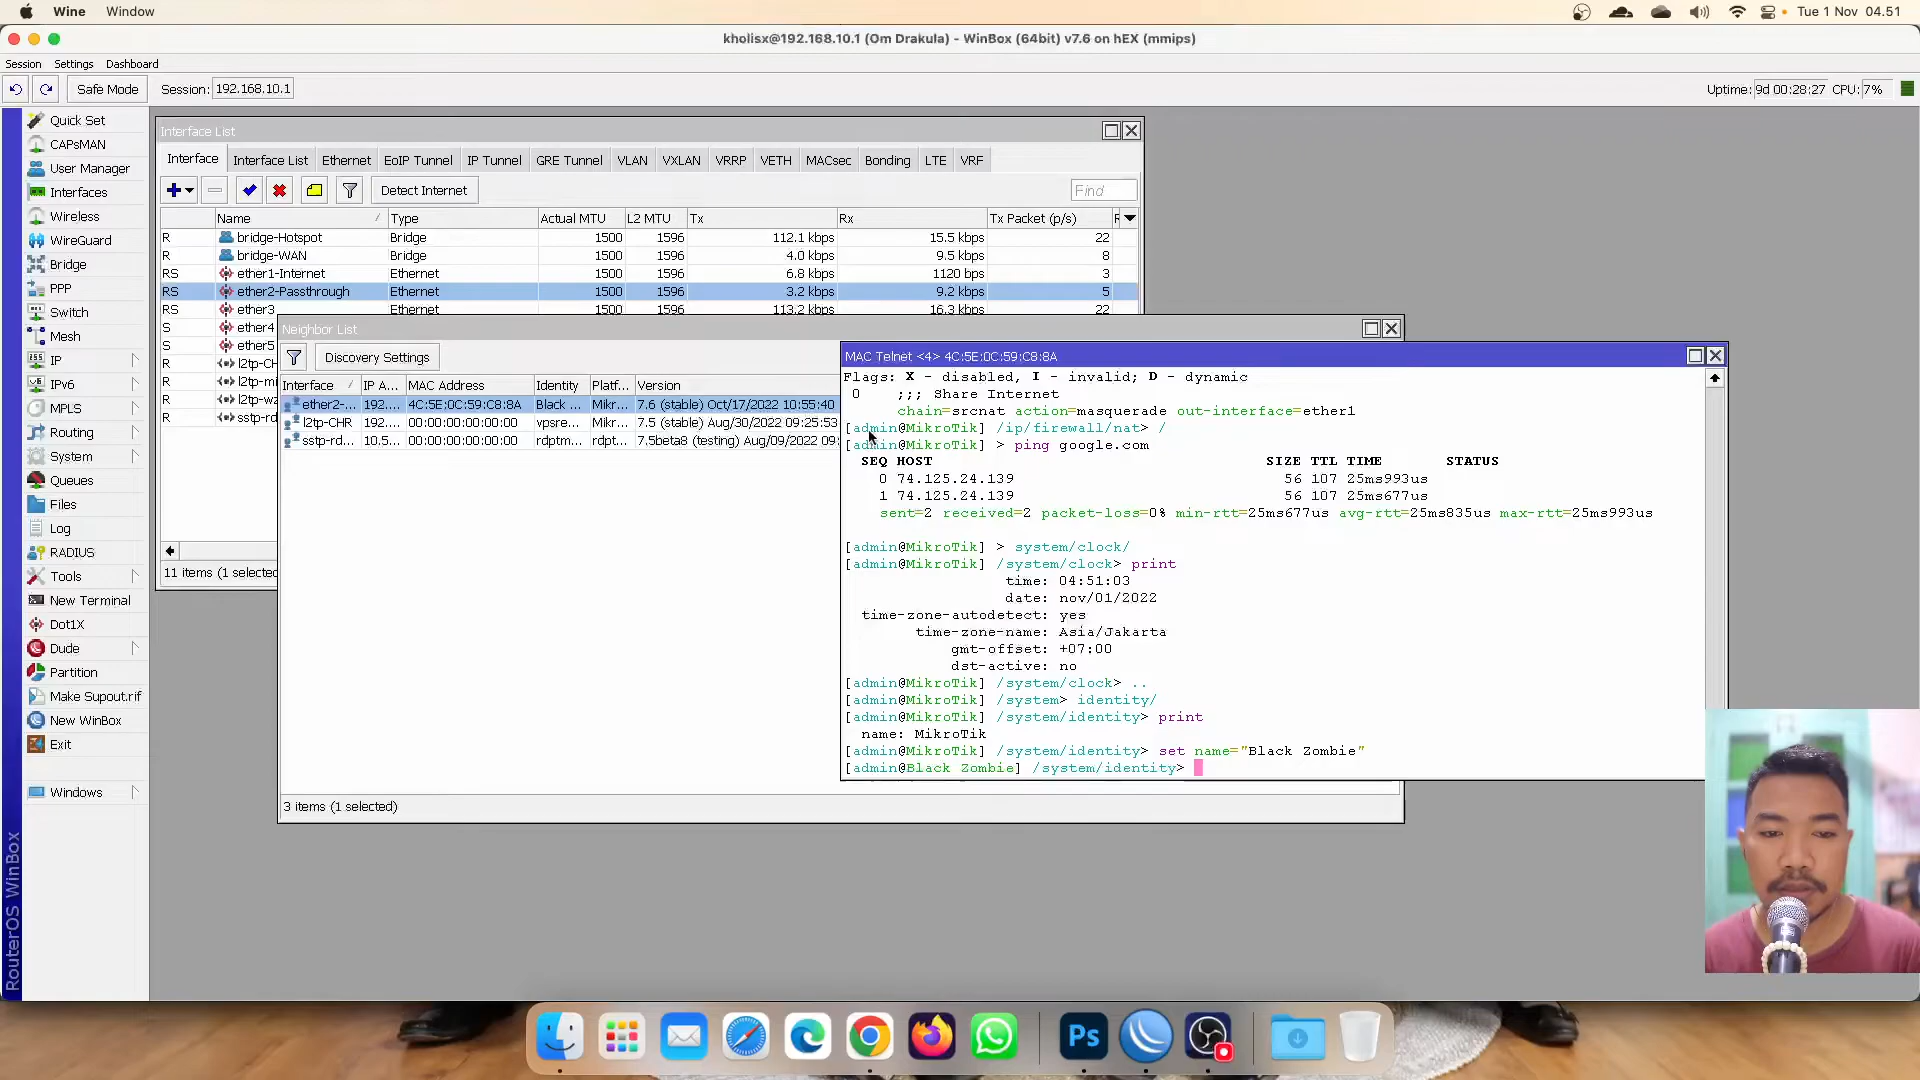 Wine Window Tue 1 Nov 04.51
kholisx@192.168.10.1 (Om Drakula) - WinBox (64bit) v7.6 on hEX (mmips)
Session Settings Dashboard
Safe Mode Session: 192.168.10.1 Uptime: 9d 00:28:27 CPU: 7%
Quick Set
CAPsMAN
User Manager
Interfaces
Wireless
WireGuard
Bridge
PPP
Switch
Mesh
IP
IPv6
MPLS
Routing
System
Queues
Files
Log
RADIUS
Tools
New Terminal
Dot1X
Dude
Partition
Make Supout.rif
New WinBox
Exit
Windows
RouterOS WinBox
Interface List
Interface Interface List Ethernet EoIP Tunnel IP Tunnel GRE Tunnel VLAN VXLAN VRRP VETH MACsec Bonding LTE VRF
Detect Internet Find
Name Type Actual MTU L2 MTU Tx Rx Tx Packet (p/s)
R bridge-Hotspot Bridge 1500 1596 112.1 kbps 15.5 kbps 22
R bridge-WAN Bridge 1500 1596 4.0 kbps 9.5 kbps 8
RS ether1-Internet Ethernet 1500 1596 6.8 kbps 1120 bps 3
RS ether2-Passthrough Ethernet 1500 1596 3.2 kbps 9.2 kbps 5
RS ether3 Ethernet 1500 1596 113.2 kbps 16.3 kbps 22
S ether4
S ether5
R l2tp-CH
R l2tp-mi
R l2tp-wz
R sstp-rd
11 items (1 selected
Neighbor List
Discovery Settings
Interface IP A... MAC Address Identity Platf... Version
ether2-... 192.... 4C:5E:0C:59:C8:8A Black ... Mikr... 7.6 (stable) Oct/17/2022 10:55:40
l2tp-CHR 192.... 00:00:00:00:00:00 vpsre... Mikr... 7.5 (stable) Aug/30/2022 09:25:53
sstp-rd... 10.5... 00:00:00:00:00:00 rdptm... rdpt... 7.5beta8 (testing) Aug/09/2022 09:
3 items (1 selected)
MAC Telnet <4> 4C:5E:0C:59:C8:8A
Flags: X - disabled, I - invalid; D - dynamic
0 ;;; Share Internet
chain=srcnat action=masquerade out-interface=ether1
[admin@MikroTik] /ip/firewall/nat> /
[admin@MikroTik] > ping google.com
SEQ HOST SIZE TTL TIME STATUS
0 74.125.24.139 56 107 25ms993us
1 74.125.24.139 56 107 25ms677us
sent=2 received=2 packet-loss=0% min-rtt=25ms677us avg-rtt=25ms835us max-rtt=25ms993us
[admin@MikroTik] > system/clock/
[admin@MikroTik] /system/clock> print
time: 04:51:03
date: nov/01/2022
time-zone-autodetect: yes
time-zone-name: Asia/Jakarta
gmt-offset: +07:00
dst-active: no
[admin@MikroTik] /system/clock> ..
[admin@MikroTik] /system> identity/
[admin@MikroTik] /system/identity> print
name: MikroTik
[admin@MikroTik] /system/identity> set name="Black Zombie"
[admin@Black Zombie] /system/identity>
Ps